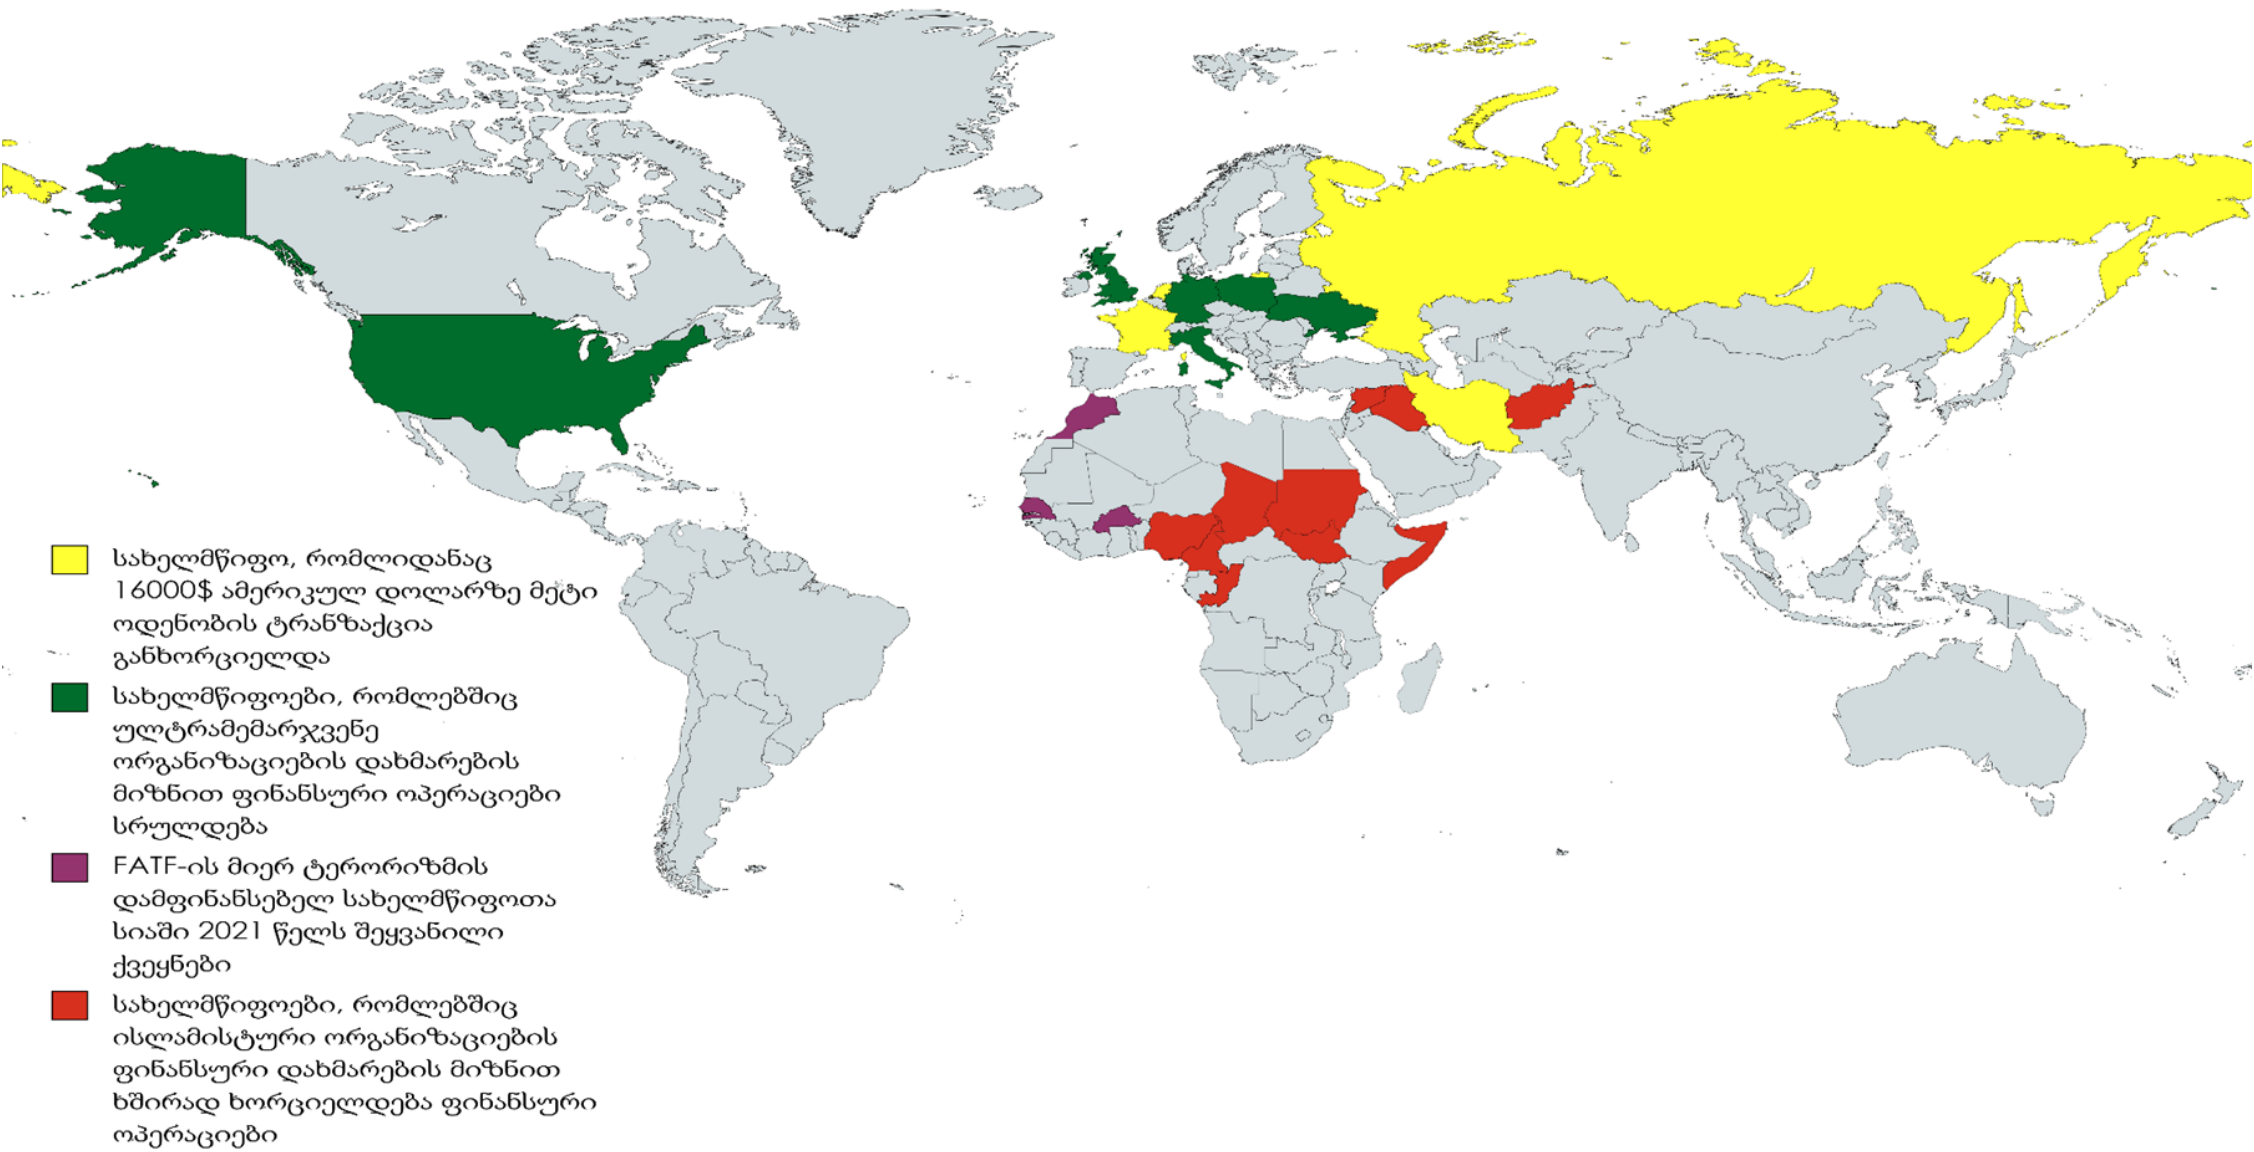 სახელმწიფო, რომლიდანაც
16000$ ამერიკულ დოლარზე მეტი
ოდენობის ტრანზაქცია
განხორციელდა
სახელმწიფოები, რომლებშიც
ულტრამემარჯვენე
ორგანიზაციების დახმარების
მიზნით ფინანსური ოპერაციები
სრულდება
FATF-ის მიერ ტერორიზმის
დამფინანსებელ სახელმწიფოთა
სიაში 2021 წელს შეყვანილი
ქვეყნები
სახელმწიფოები, რომლებშიც
ისლამისტური ორგანიზაციების
ფინანსური დახმარების მიზნით
ხშირად ხორციელდება ფინანსური
ოპერაციები